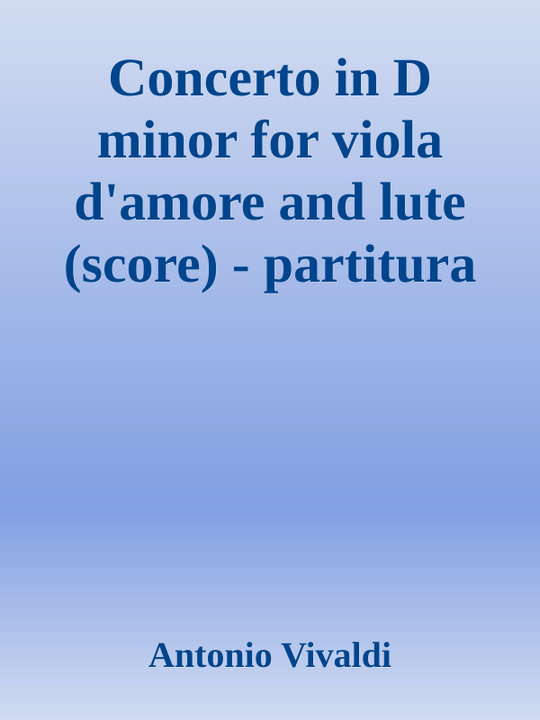 Concerto in D
minor for viola
d'amore and lute
(score) - partitura
Antonio Vivaldi